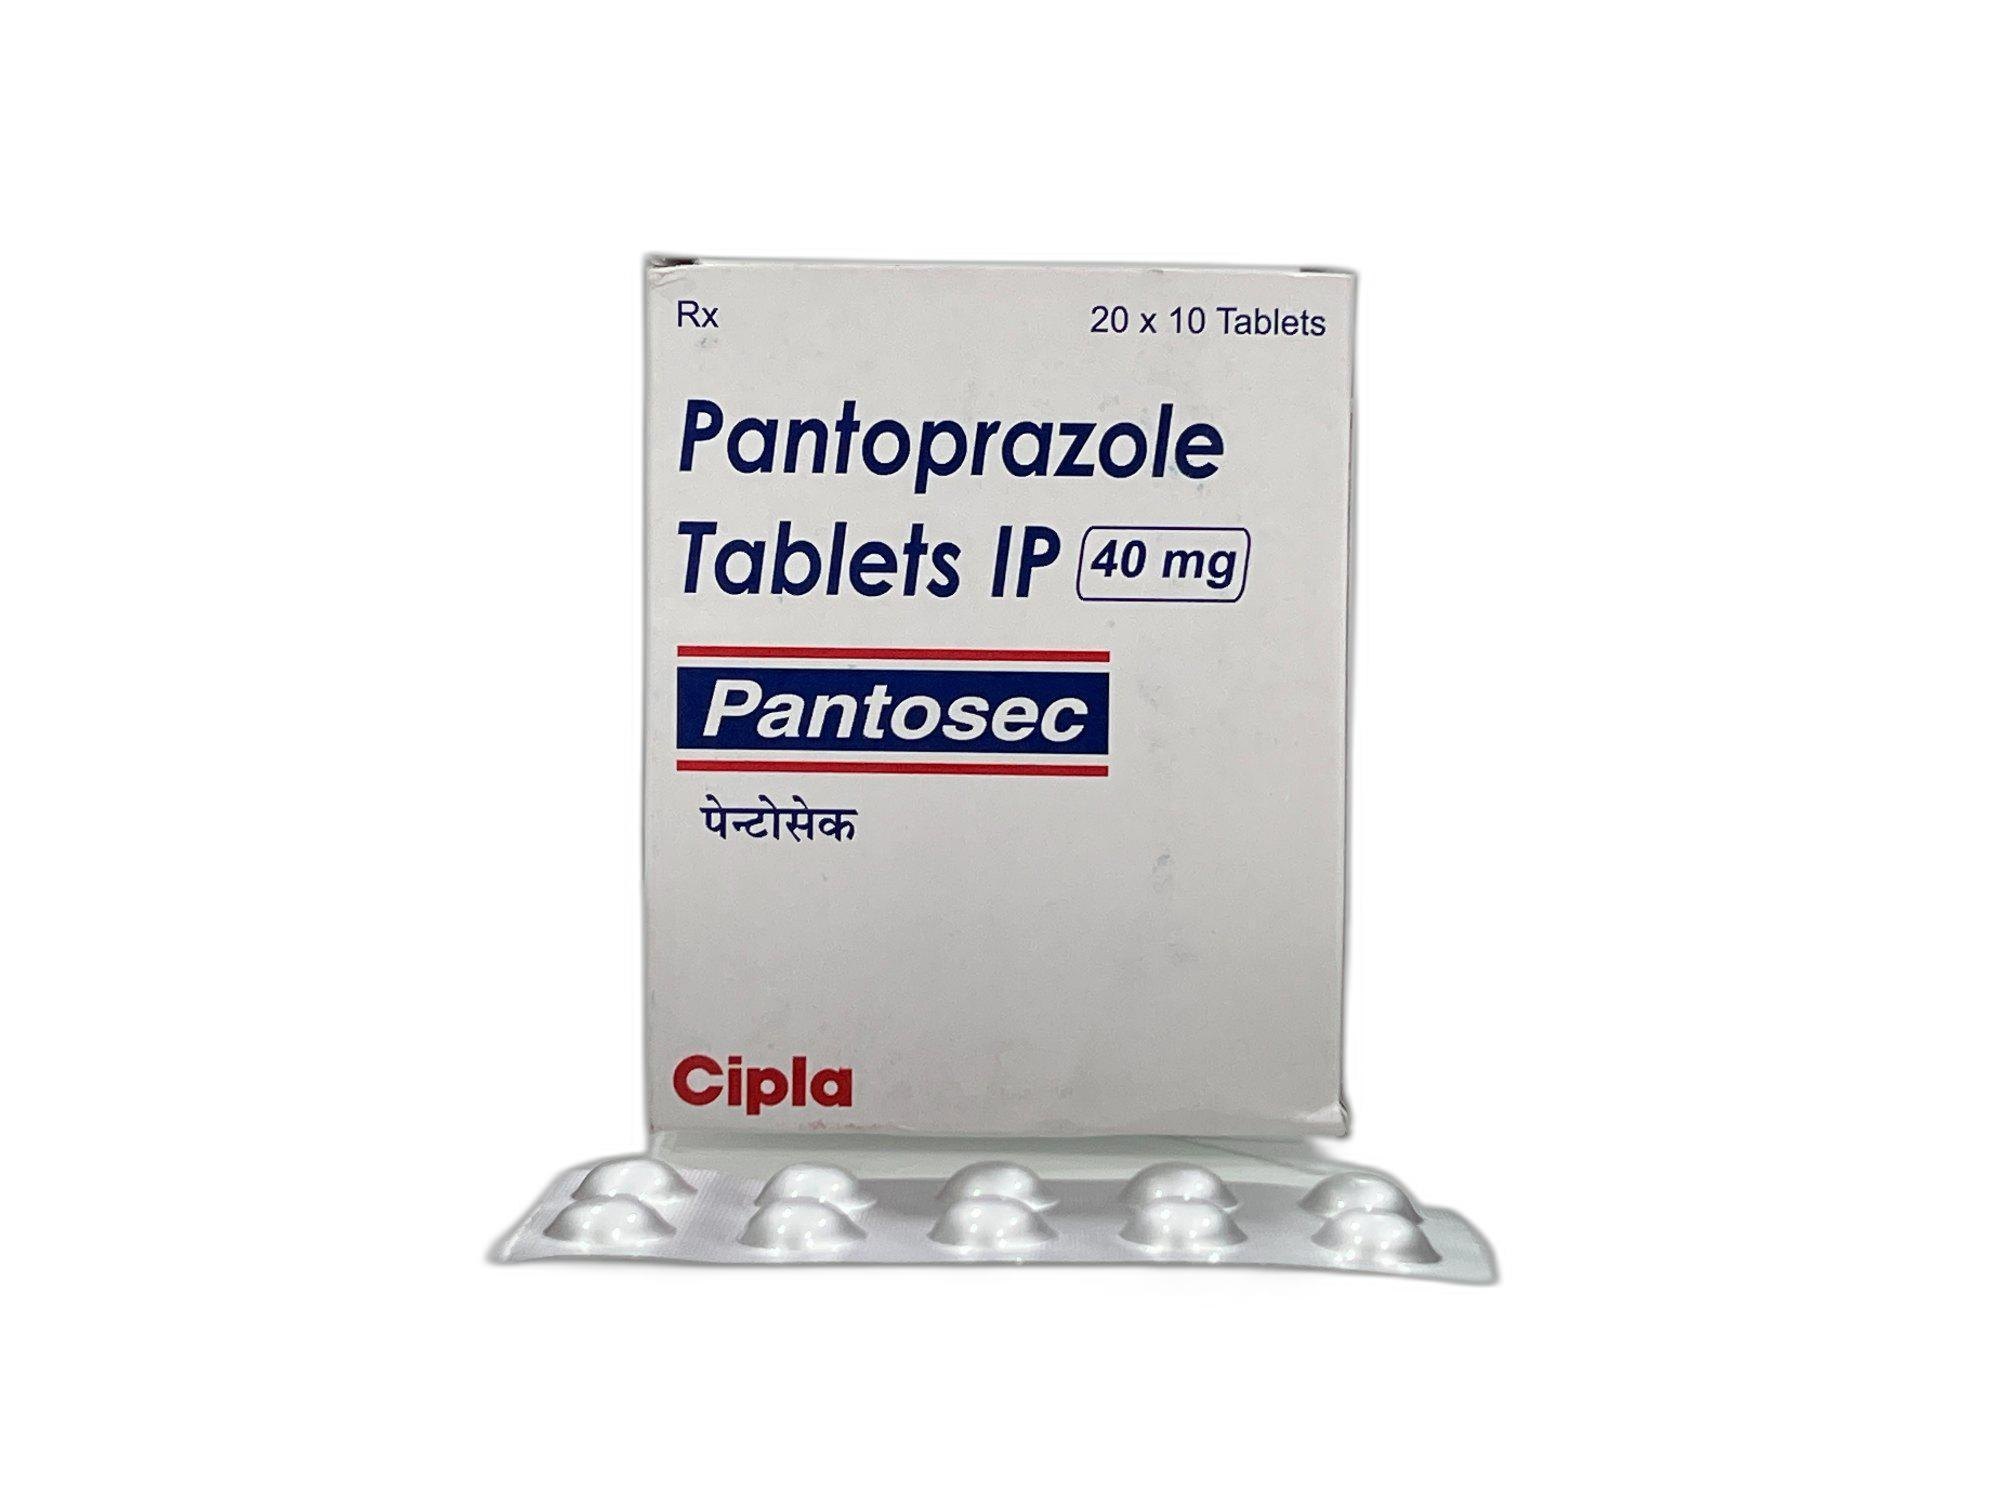 Rx
20 x 10 Tablets
Pantoprazole
Tablets IP 40 mg
Pantosec
पेन्टोसेक
Cipla